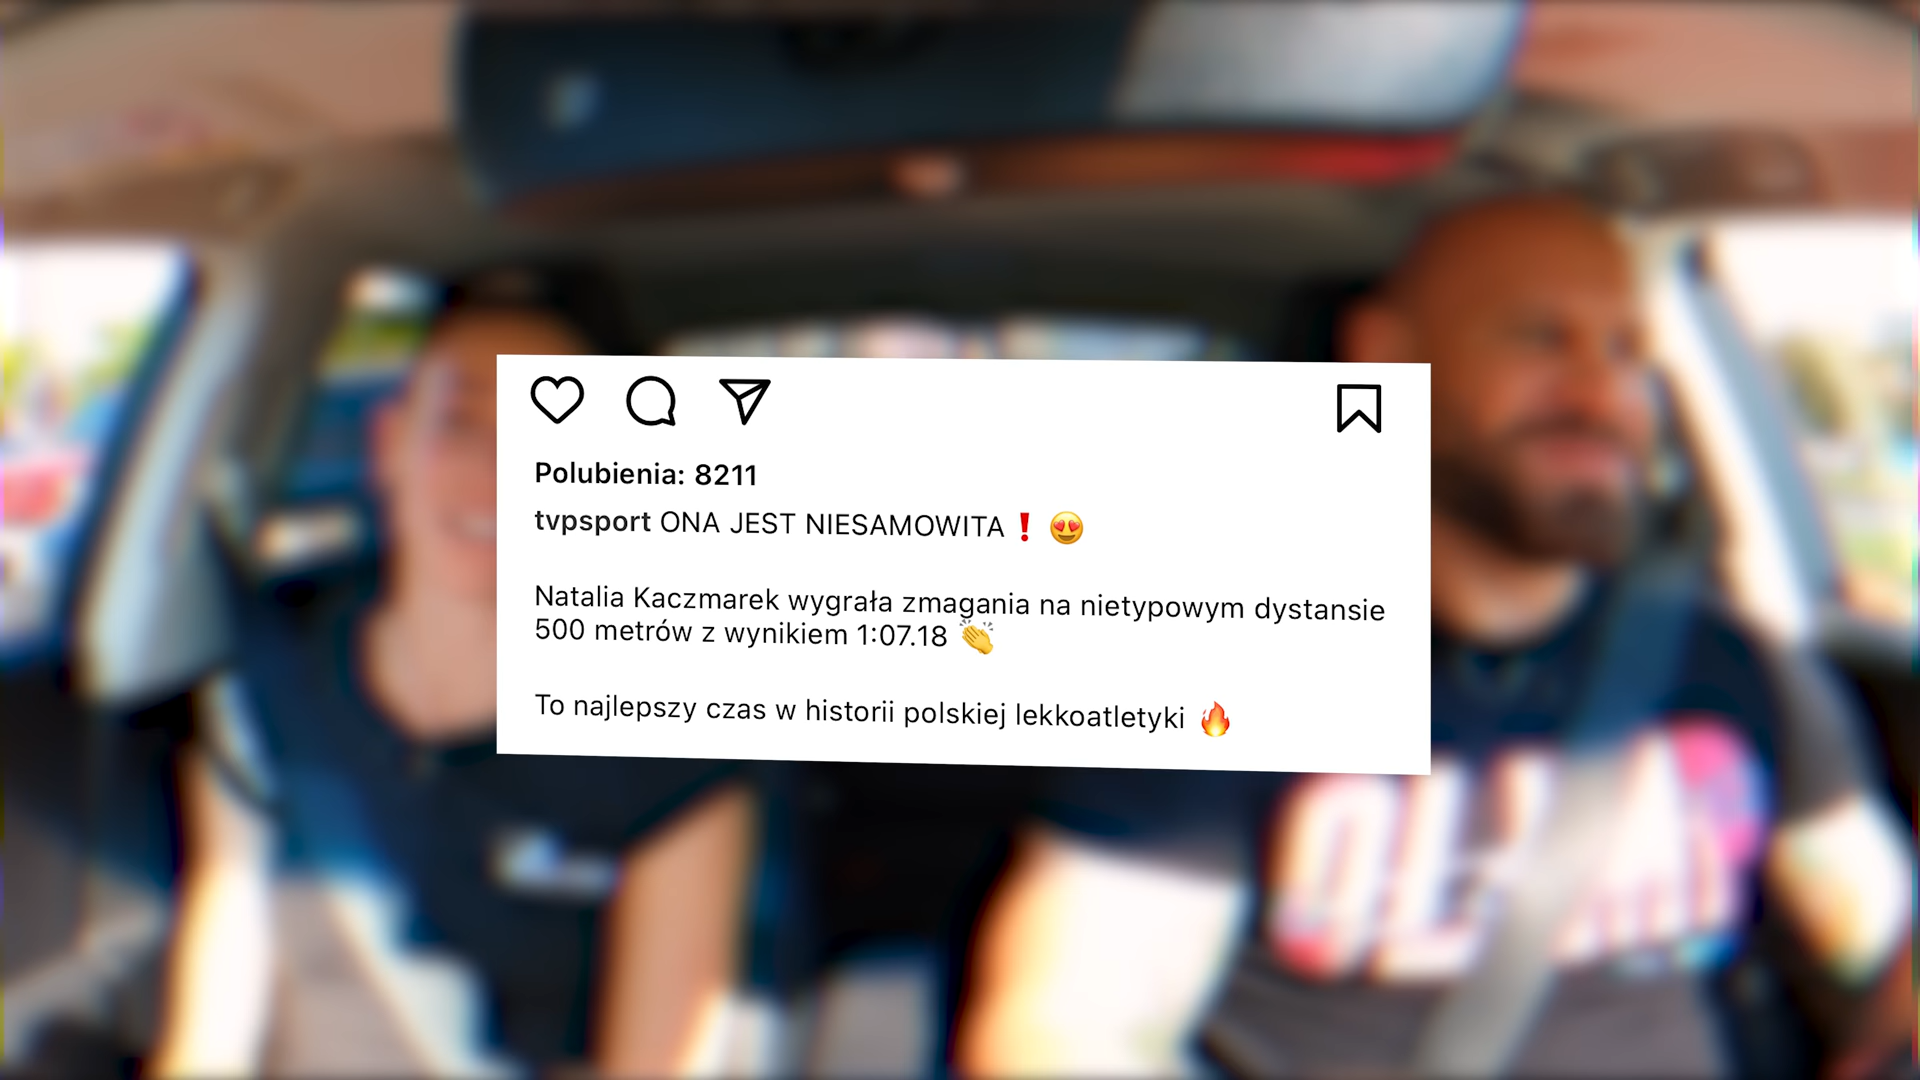 Polubienia: 8211
tvpsport ONA JEST NIESAMOWITA❗😍
Natalia Kaczmarek wygrała zmagania na nietypowym dystansie
500 metrów z wynikiem 1:07.18 👏
To najlepszy czas w historii polskiej lekkoatletyki 🔥